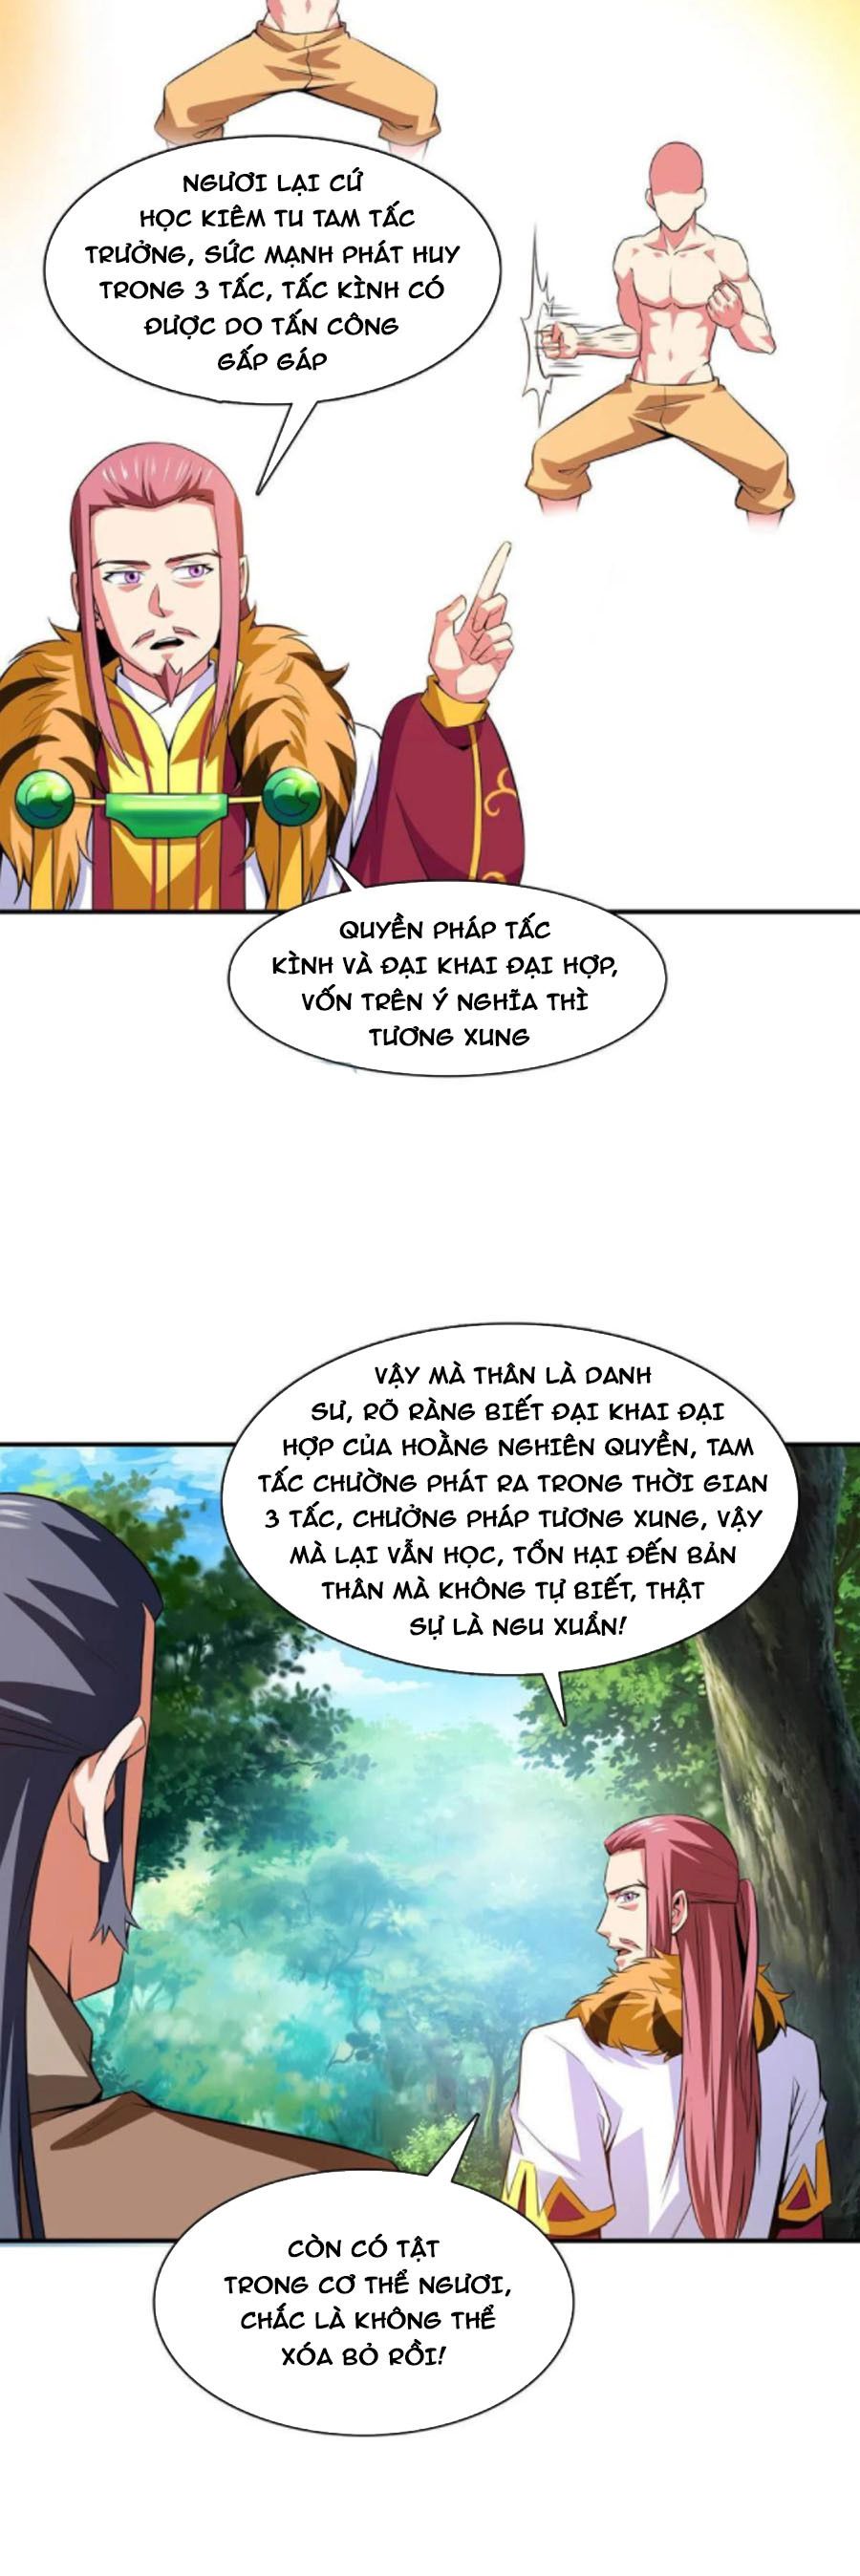 NGƯƠI LẠI CỨ
HỌC KIÊM TU TAM TẤC
TRƯỞNG, SỨC MẠNH PHÁT HUY
TRONG 3 TẤC, TẤC KÌNH CÓ
ĐƯỢC DO TẤN CÔNG
GẤP GÁP
QUYỀN PHÁP TẤC
KÌNH VÀ ĐẠI KHAI ĐẠI HỢP,
VỐN TRÊN Ý NGHĨA THÌ
TƯƠNG XUNG
VẬY MÀ THÂN LÀ DANH
SƯ, RÕ RÀNG BIẾT ĐẠI KHAI ĐẠI
HỢP CỦA HOẰNG NGHIÊN QUYỀN, TAM
TẤC CHƯỜNG PHÁT RA TRONG THỜI GIAN
3 TẤC, CHƯỞNG PHÁP TƯƠNG XUNG, VẬY
MÀ LẠI VẪN HỌC, TỔN HẠI ĐẾN BẢN
THÂN MÀ KHÔNG TỰ BIẾT, THẬT
SỰ LÀ NGU XUẨN!
CÒN CÓ TẬT
TRONG CƠ THỂ NGƯƠI,
CHẮC LÀ KHÔNG THỂ
XÓA BỎ RỒI!